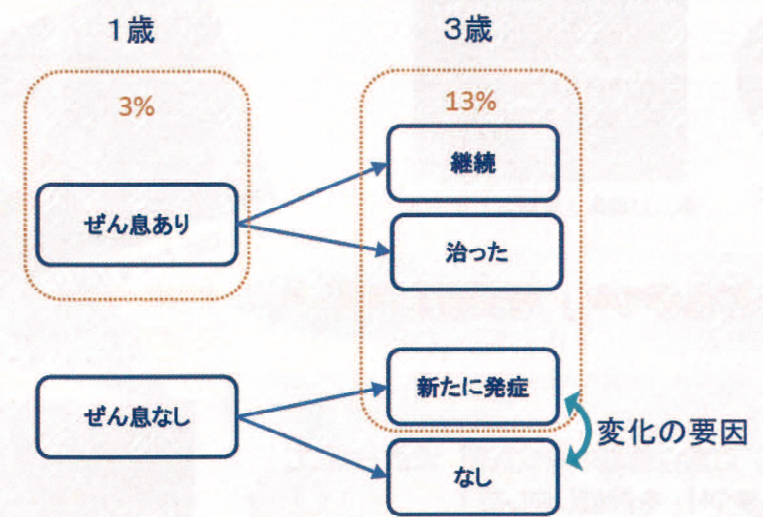 1歳
3歳
3%
13%
継続
ぜん息あり
治った
新たに発症
ぜん息なし
変化の要因
なし